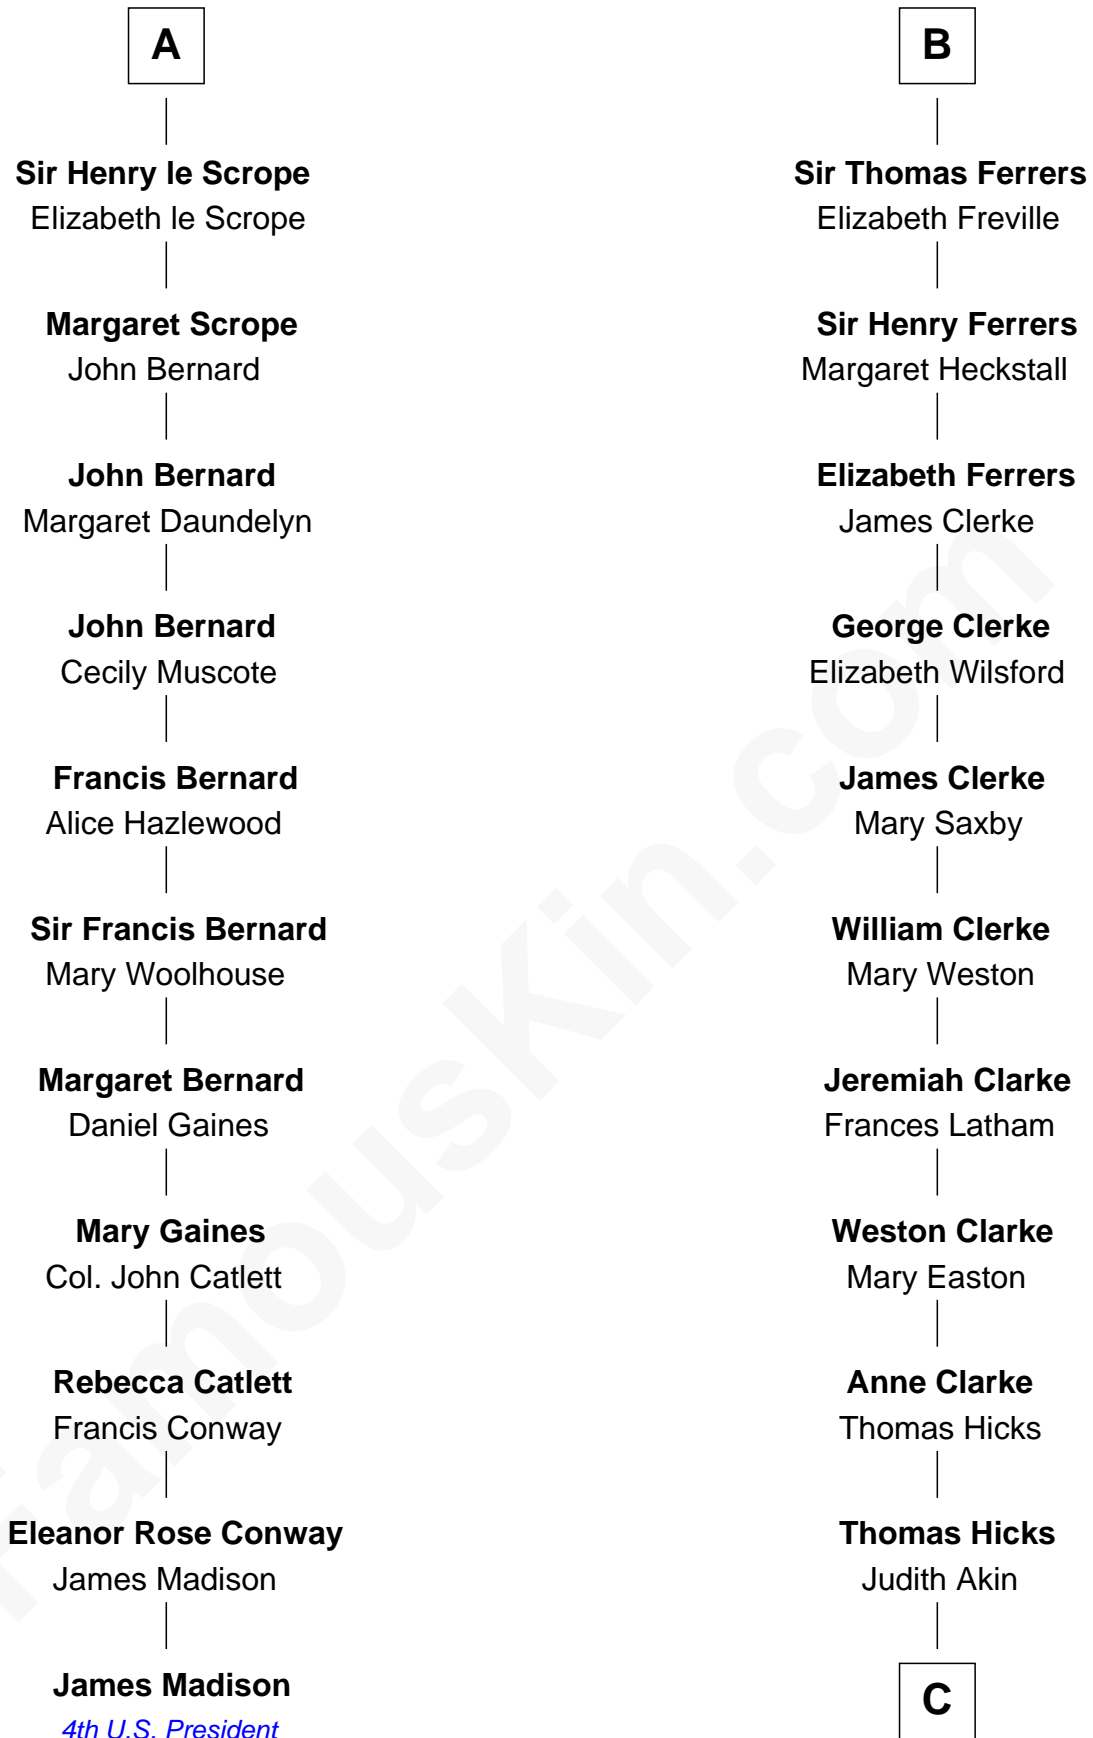 A
Sir Henry le Scrope
Elizabeth le Scrope
Margaret Scrope
John Bernard
John Bernard
Margaret Daundelyn
John Bernard
Cecily Muscote
Francis Bernard
Alice Hazlewood
Sir Francis Bernard
Mary Woolhouse
Margaret Bernard
Daniel Gaines
Mary Gaines
Col. John Catlett
Rebecca Catlett
Francis Conway
Eleanor Rose Conway
James Madison
James Madison
4th U.S. President
B
Sir Thomas Ferrers
Elizabeth Freville
Sir Henry Ferrers
Margaret Heckstall
Elizabeth Ferrers
James Clerke
George Clerke
Elizabeth Wilsford
James Clerke
Mary Saxby
William Clerke
Mary Weston
Jeremiah Clarke
Frances Latham
Weston Clarke
Mary Easton
Anne Clarke
Thomas Hicks
Thomas Hicks
Judith Akin
C
FamousKin.com